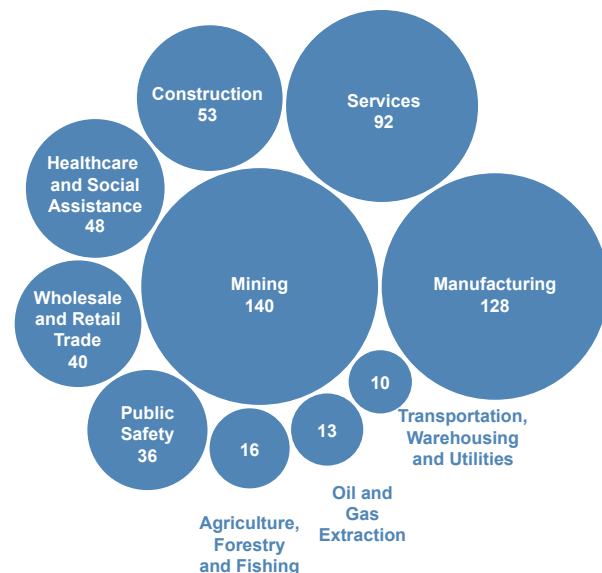 Construction
53
Services
92
Healthcare
and Social
Assistance
48
Mining
140
Manufacturing
128
Wholesale
and Retail
Trade
40
Public
Safety
36
16
13
10
Transportation,
Warehousing
and Utilities
Oil and
Gas
Extraction
Agriculture,
Forestry
and Fishing